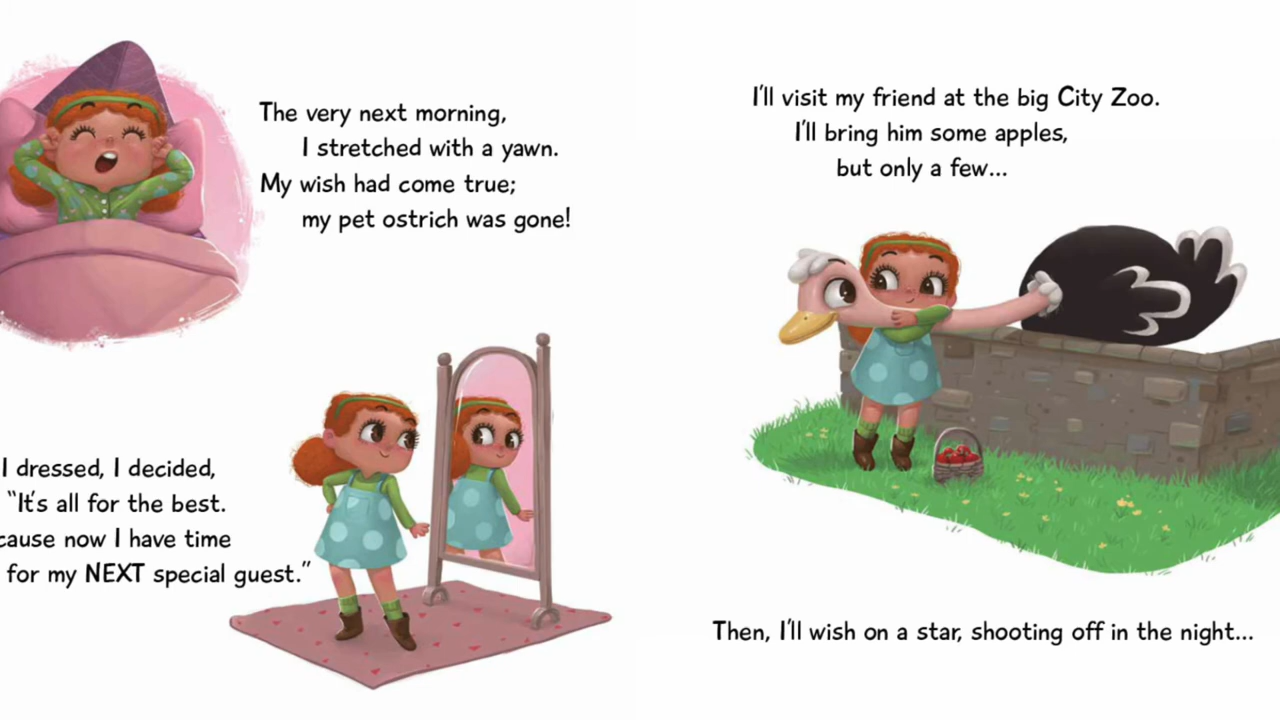 The very next morning,
I stretched with a yawn.
My wish had come true;
my pet ostrich was gone!
I dressed, I decided,
"It's all for the best.
cause now I have time
for my NEXT special guest."
I'll visit my friend at the big City Zoo.
I'll bring him some apples,
but only a few...
Then, I'll wish on a star, shooting off in the night...